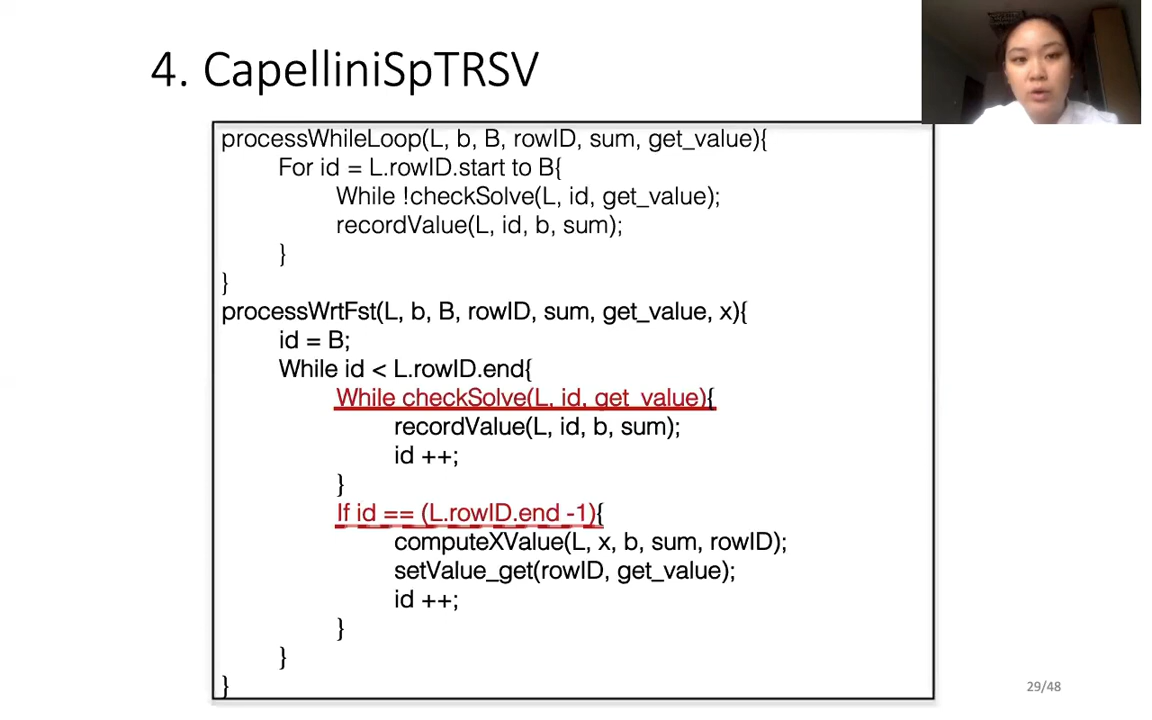 4. CapelliniSpTRSV
processWhileLoop(L, b, B, rowID, sum, get_value){
For id = L.rowID.start to B{
While !checkSolve(L, id, get_value);
recordValue(L, id, b, sum);
}
}
processWrtFst(L, b, B, rowID, sum, get_value, x){
id = B;
While id < L.rowID.end{
While checkSolve(L, id, get_value){
recordValue(L, id, b, sum);
id ++;
}
If id == (L.rowID.end -1){
computeXValue(L, x, b, sum, rowID);
setValue_get(rowID, get_value);
id ++;
}
}
}
29/48